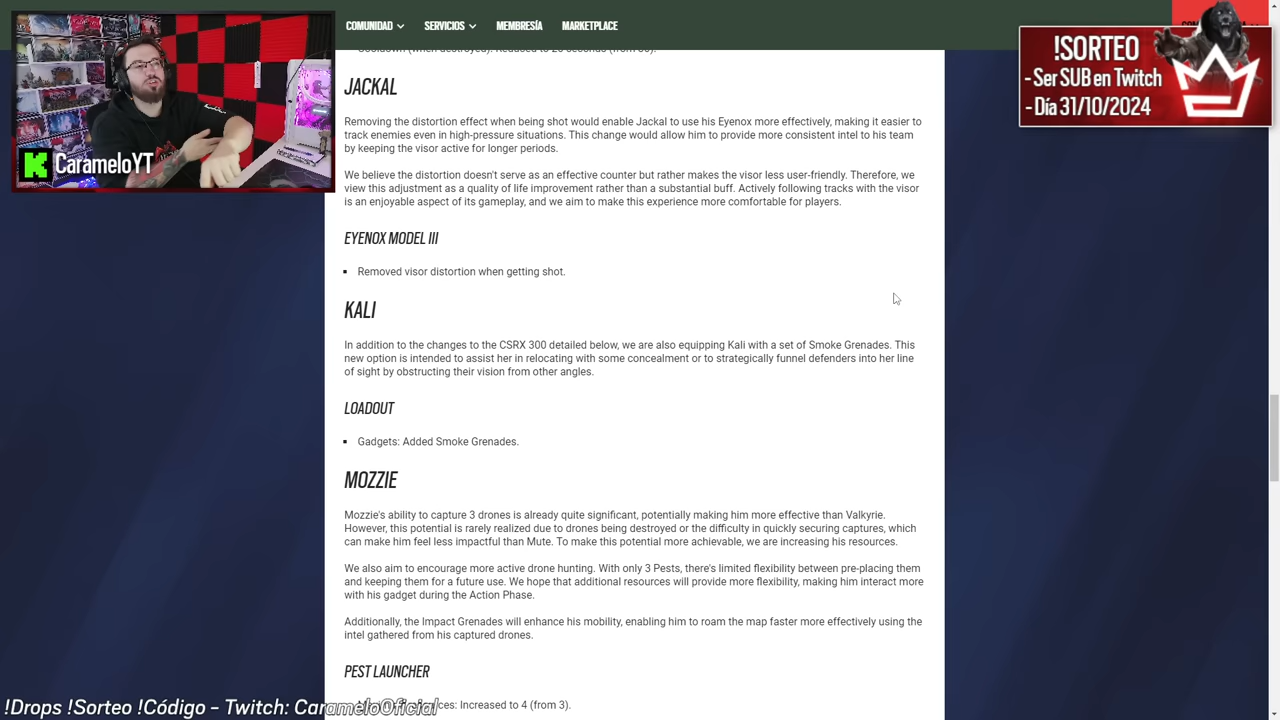 COMUNIDAD SERVICIOS MEMBRESÍA MARKETPLACE
!SORTEO
- Ser SUB en Twitch
- Día 31/10/2024
K CarameloYT
JACKAL
Removing the distortion effect when being shot would enable Jackal to use his Eyenox more effectively, making it easier to
track enemies even in high-pressure situations. This change would allow him to provide more consistent intel to his team
by keeping the visor active for longer periods.
We believe the distortion doesn't serve as an effective counter but rather makes the visor less user-friendly. Therefore, we
view this adjustment as a quality of life improvement rather than a substantial buff. Actively following tracks with the visor
is an enjoyable aspect of its gameplay, and we aim to make this experience more comfortable for players.
EYENOX MODEL III
▪ Removed visor distortion when getting shot.
KALI
In addition to the changes to the CSRX 300 detailed below, we are also equipping Kali with a set of Smoke Grenades. This
new option is intended to assist her in relocating with some concealment or to strategically funnel defenders into her line
of sight by obstructing their vision from other angles.
LOADOUT
▪ Gadgets: Added Smoke Grenades.
MOZZIE
Mozzie's ability to capture 3 drones is already quite significant, potentially making him more effective than Valkyrie.
However, this potential is rarely realized due to drones being destroyed or the difficulty in quickly securing captures, which
can make him feel less impactful than Mute. To make this potential more achievable, we are increasing his resources.
We also aim to encourage more active drone hunting. With only 3 Pests, there's limited flexibility between pre-placing them
and keeping them for a future use. We hope that additional resources will provide more flexibility, making him interact more
with his gadget during the Action Phase.
Additionally, the Impact Grenades will enhance his mobility, enabling him to roam the map faster more effectively using the
intel gathered from his captured drones.
PEST LAUNCHER
: Increased to 4 (from 3).
!Drops !Sorteo !Código - Twitch: CarameloOficial